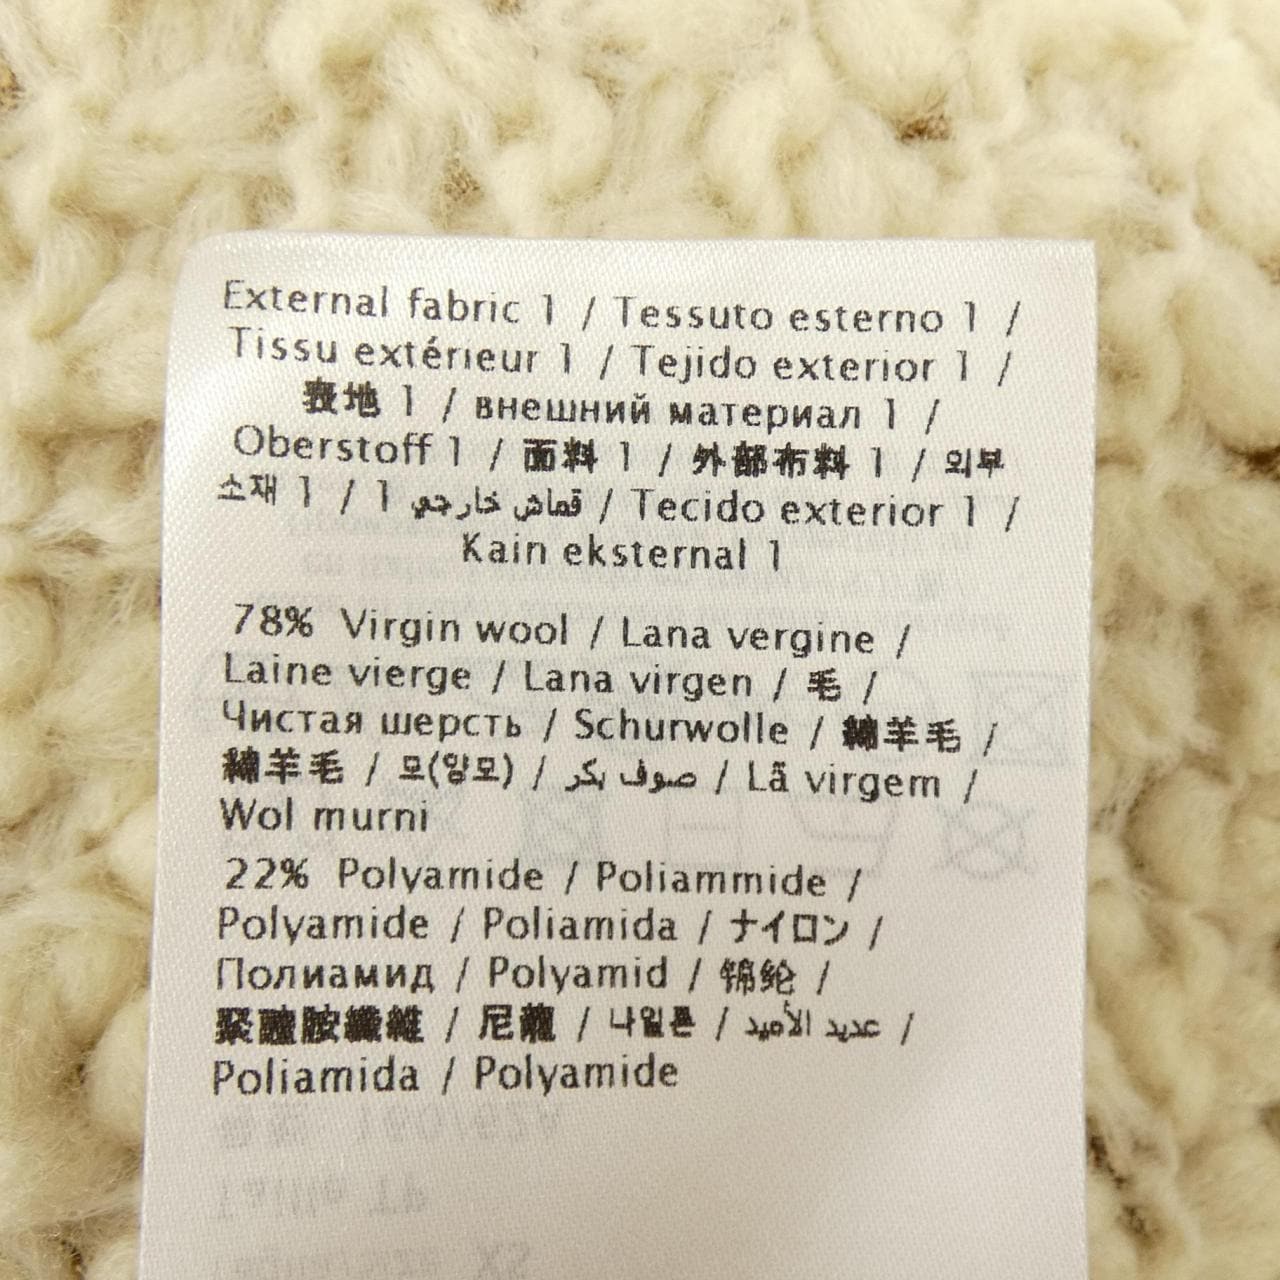 External fabric 1 / Tessuto esterno 1 /
Tissu extérieur 1 / Tejido exterior 1 /
表地 1 / внешний материал 1 /
Oberstoff 1 / 面料 1 / 外部布料 1 / 외부
소재 1 / 1 قماش خارجي / Tecido exterior 1 /
Kain eksternal 1
78% Virgin wool / Lana vergine /
Laine vierge / Lana virgen / 毛 /
Чистая шерсть / Schurwolle / 綿羊毛 /
綿羊毛 / 모(양모) / صوف بكر / Lã virgem /
Wol murni
22% Polyamide / Poliammide /
Polyamide / Poliamida / ナイロン /
Полиамид / Polyamid / 锦纶 /
聚醯胺纖維 / 尼龍 / 나일론 / عديد الأميد /
Poliamida / Polyamide